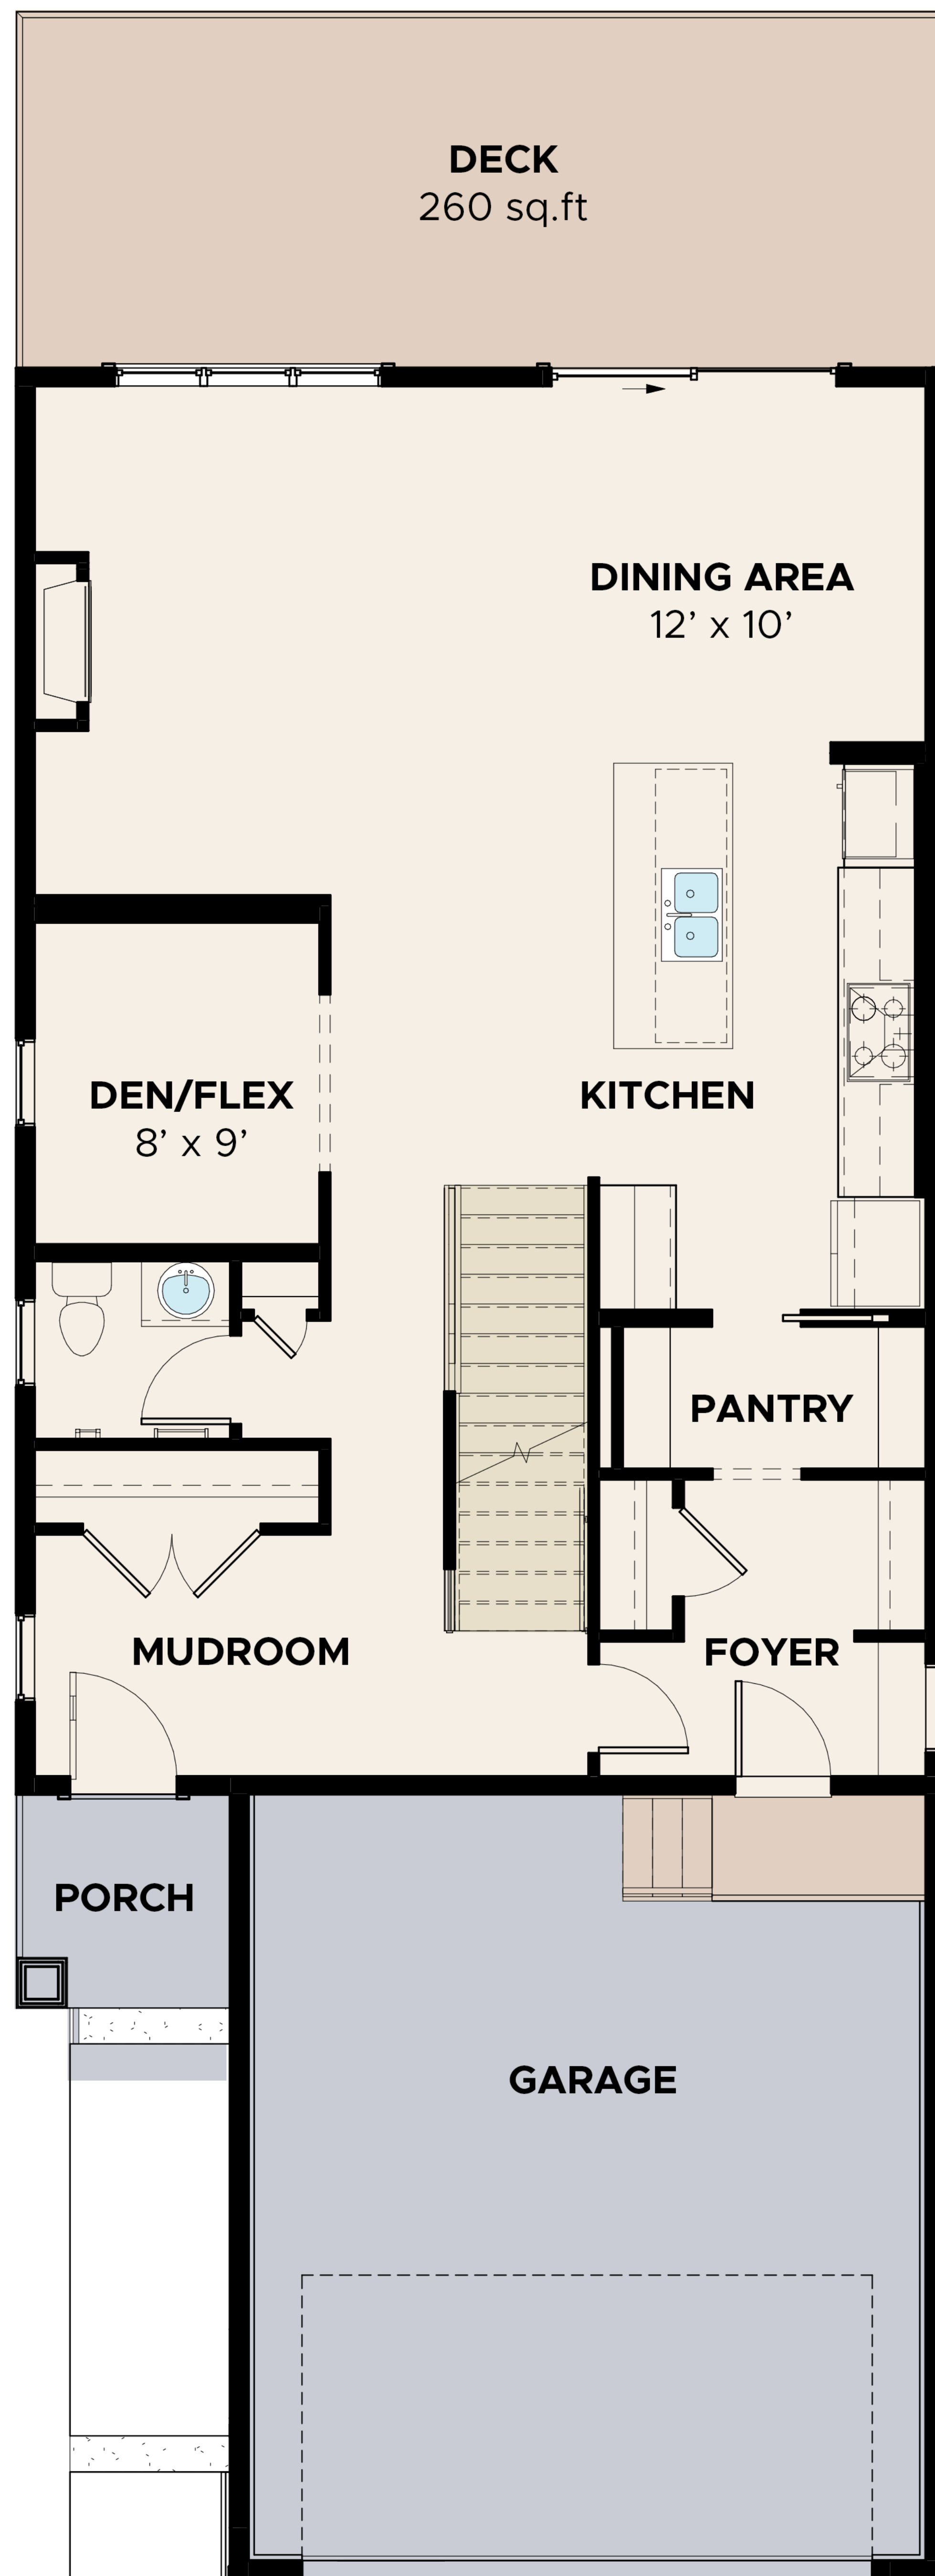 DECK
260 sq.ft
DINING AREA
12’ x 10’
DEN/FLEX
8’ x 9’
KITCHEN
PANTRY
MUDROOM
FOYER
PORCH
GARAGE